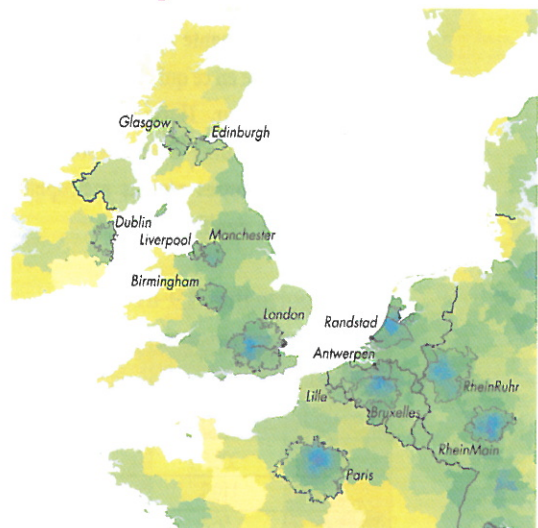 Glasgow
Edinburgh
Dublin
Liverpool
Manchester
Birmingham
London
Randstad
Antwerpen
Lille
Bruxelles
RheinRuhr
RheinMain
Paris